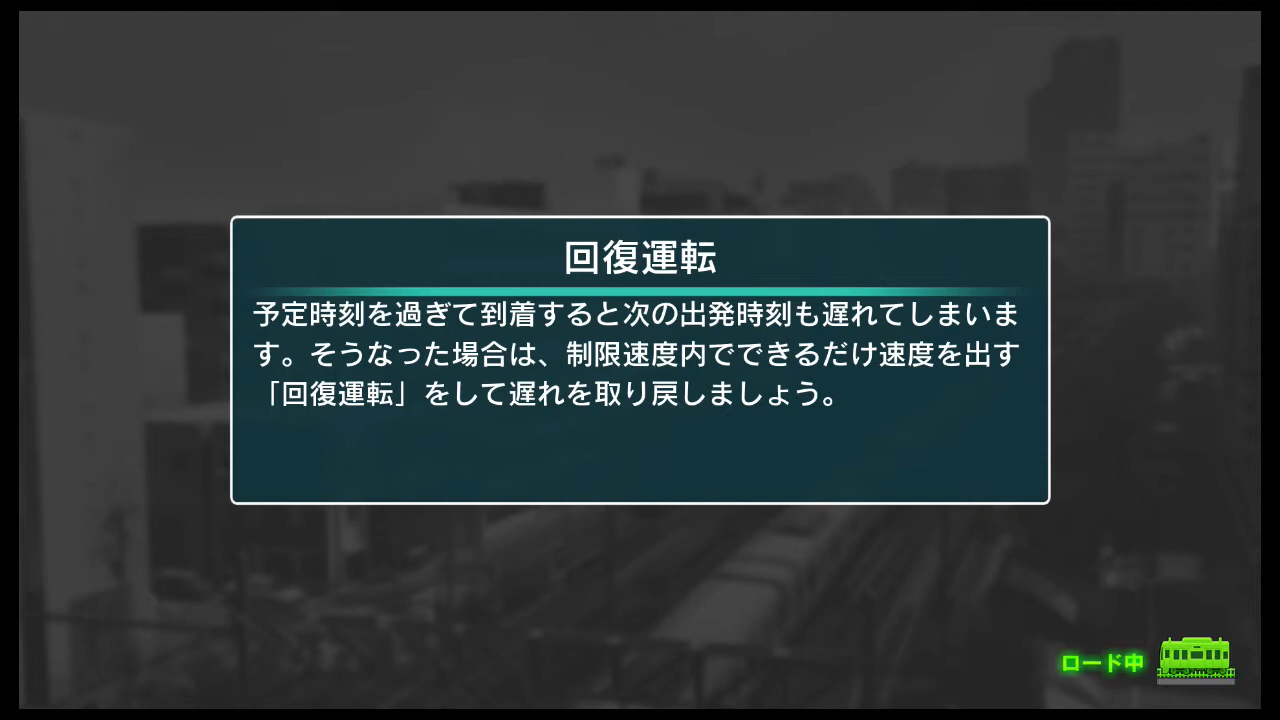 回復運転
予定時刻を過ぎて到着すると次の出発時刻も遅れてしまいま
す。そうなった場合は、制限速度内でできるだけ速度を出す
「回復運転」をして遅れを取り戻しましょう。
ロード中